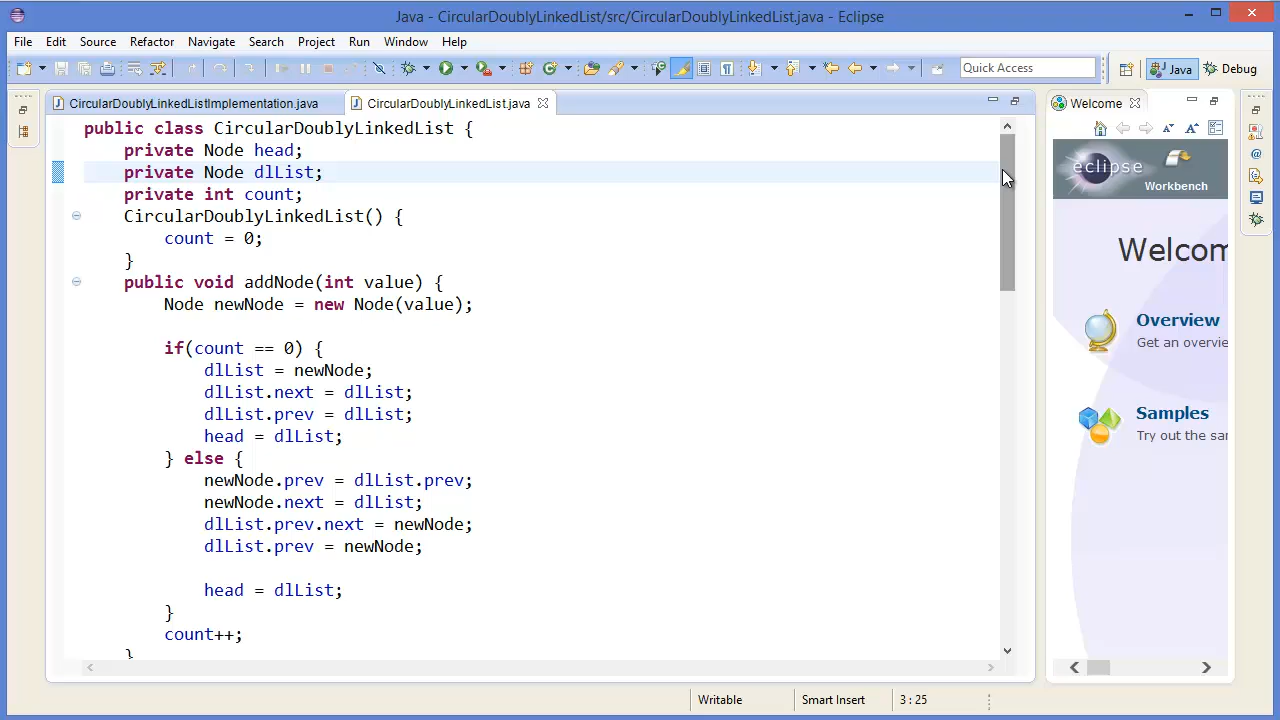 Java - CircularDoublyLinkedList/src/CircularDoublyLinkedList.java - Eclipse
File Edit Source Refactor Navigate Search Project Run Window Help
Quick Access
Java
Debug
CircularDoublyLinkedListImplementation.java
CircularDoublyLinkedList.java
Welcome
public class CircularDoublyLinkedList {
private Node head;
private Node dlList;
private int count;
CircularDoublyLinkedList() {
count = 0;
}
public void addNode(int value) {
Node newNode = new Node(value);
if(count == 0) {
dlList = newNode;
dlList.next = dlList;
dlList.prev = dlList;
head = dlList;
} else {
newNode.prev = dlList.prev;
newNode.next = dlList;
dlList.prev.next = newNode;
dlList.prev = newNode;
head = dlList;
}
count++;
}
eclipse
Workbench
Welcom
Overview
Get an overvie
Samples
Try out the sar
Writable
Smart Insert
3 : 25